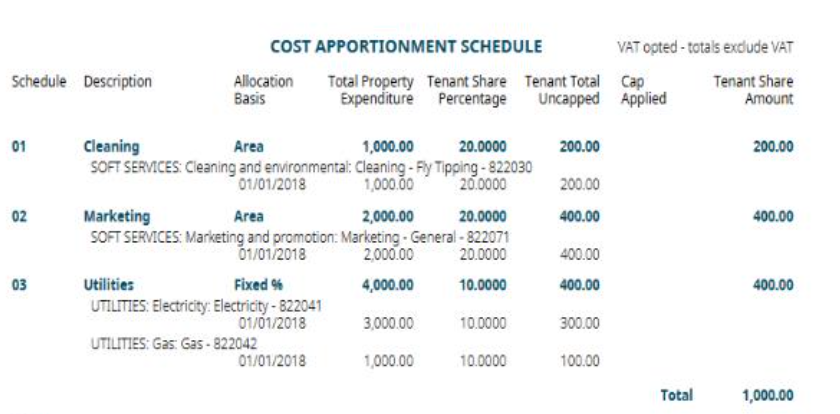 COST APPORTIONMENT SCHEDULE VAT opted - totals exclude VAT
Schedule Description Allocation Total Property Tenant Share Tenant Total Cap Tenant Share
Basis Expenditure Percentage Uncapped Applied Amount
01 Cleaning Area 1,000.00 20.0000 200.00 200.00
SOFT SERVICES: Cleaning and environmental: Cleaning - Fly Tipping - 822030
01/01/2018 1,000.00 20.0000 200.00
02 Marketing Area 2,000.00 20.0000 400.00 400.00
SOFT SERVICES: Marketing and promotion: Marketing - General - 822071
01/01/2018 2,000.00 20.0000 400.00
03 Utilities Fixed % 4,000.00 10.0000 400.00 400.00
UTILITIES: Electricity: Electricity - 822041
01/01/2018 3,000.00 10.0000 300.00
UTILITIES: Gas: Gas - 822042
01/01/2018 1,000.00 10.0000 100.00
Total 1,000.00